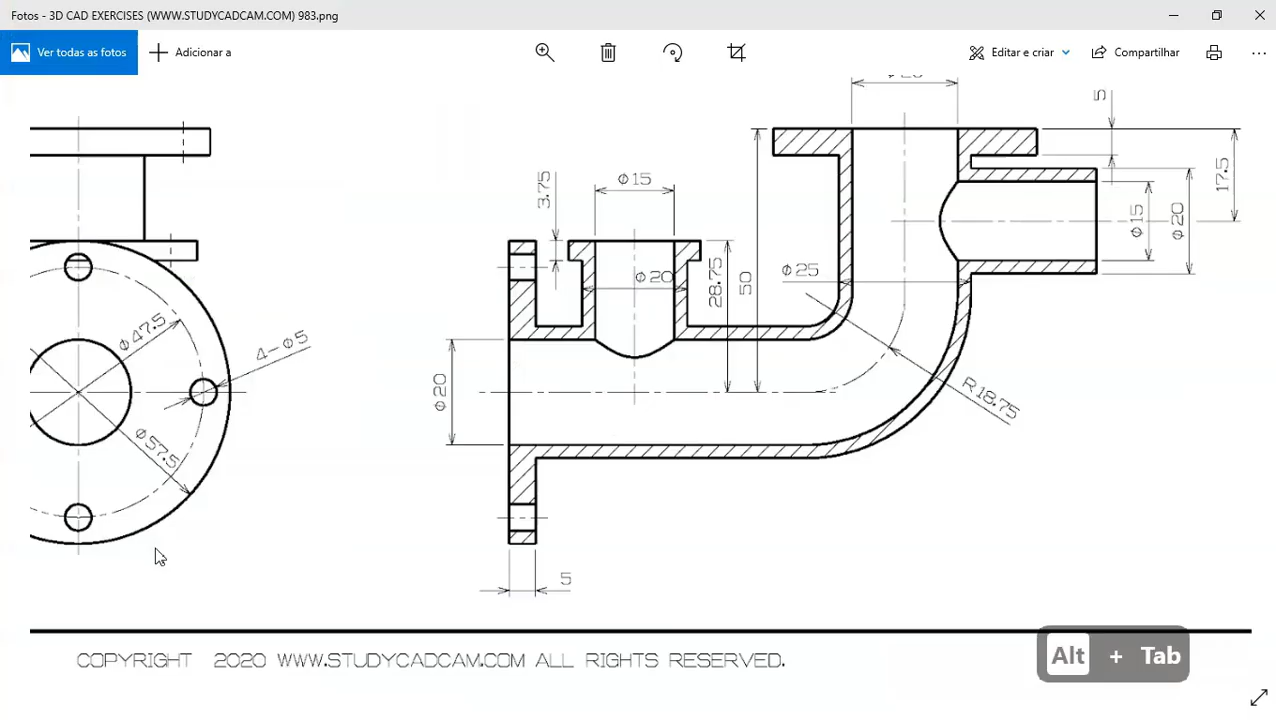 Fotos - 3D CAD EXERCISES (WWW.STUDYCADCAM.COM) 983.png
Ver todas as fotos
Adicionar a
Editar e criar
Compartilhar
5
3.75
Φ15
17.5
Φ15
Φ20
Φ20
28.75
50
Φ25
Φ47.5
4-Φ5
Φ20
R18.75
Φ57.5
5
COPYRIGHT 2020 WWW.STUDYCADCAM.COM ALL RIGHTS RESERVED.
Alt + Tab